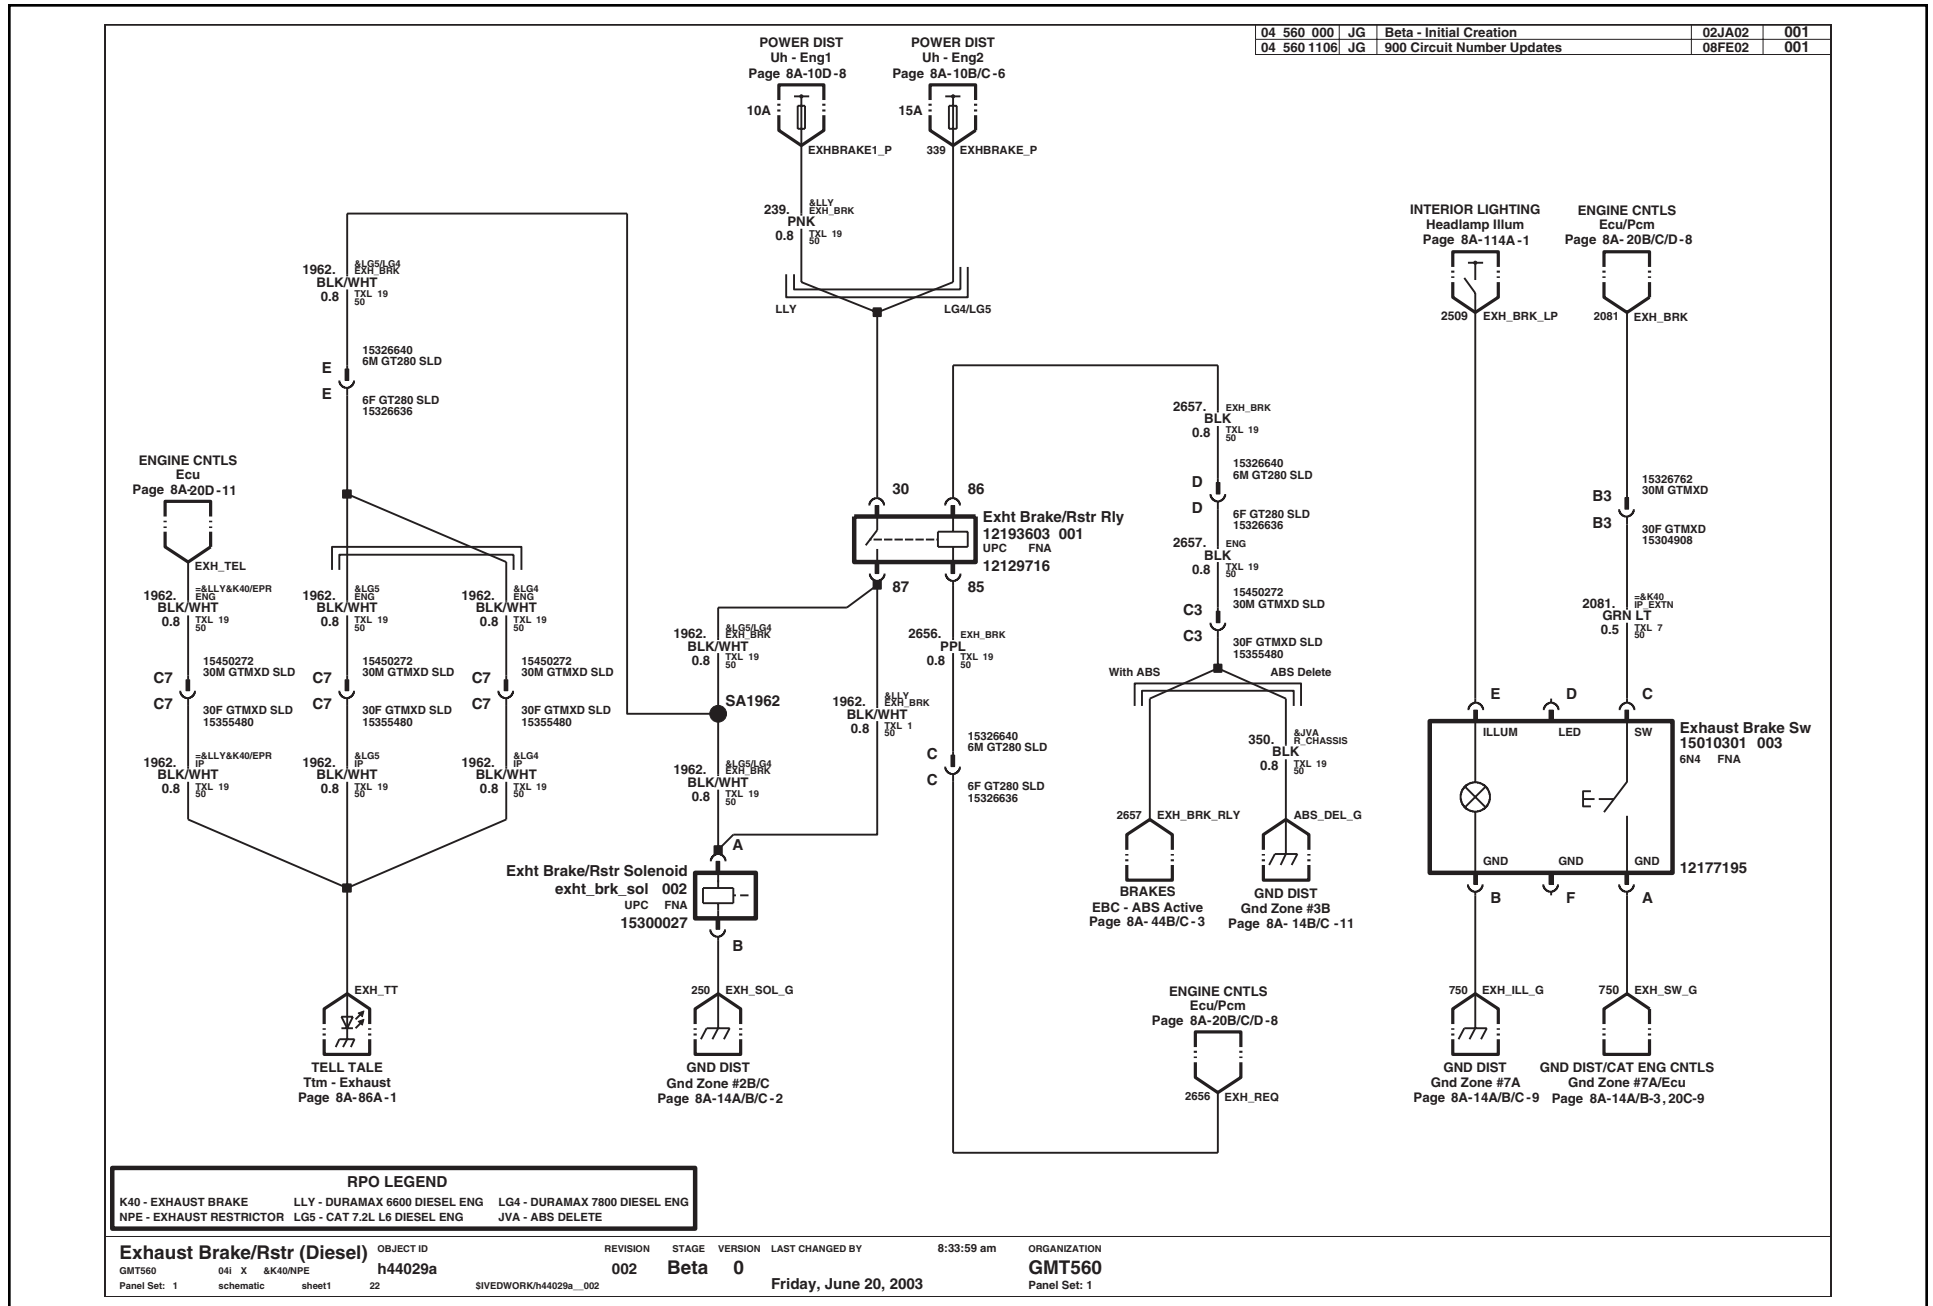 04 560 000 JG Beta - Initial Creation 02JA02 001
04 560 1106 JG 900 Circuit Number Updates 08FE02 001
POWER DIST
Uh - Eng1
Page 8A-10D-8
10A
EXHBRAKE1_P
POWER DIST
Uh - Eng2
Page 8A-10B/C-6
15A
339 EXHBRAKE_P
239. &LLY
EXH_BRK
PNK
0.8 TXL 19
50
LLY
LG4/LG5
INTERIOR LIGHTING
Headlamp Illum
Page 8A-114A-1
2509 EXH_BRK_LP
ENGINE CNTLS
Ecu/Pcm
Page 8A- 20B/C/D-8
2081 EXH_BRK
1962. &LG5/LG4
EXH_BRK
BLK/WHT
0.8 TXL 19
50
15326640
6M GT280 SLD
E
E
6F GT280 SLD
15326636
ENGINE CNTLS
Ecu
Page 8A-20D-11
EXH_TEL
1962. =&LLY&K40/EPR
ENG
BLK/WHT
0.8 TXL 19
50
1962. &LG5
ENG
BLK/WHT
0.8 TXL 19
50
1962. &LG4
ENG
BLK/WHT
0.8 TXL 19
50
15450272
30M GTMXD SLD
C7
C7
30F GTMXD SLD
15355480
15450272
30M GTMXD SLD
C7
C7
30F GTMXD SLD
15355480
15450272
30M GTMXD SLD
C7
C7
30F GTMXD SLD
15355480
1962. =&LLY&K40/EPR
IP
BLK/WHT
0.8 TXL 19
50
1962. &LG5
IP
BLK/WHT
0.8 TXL 19
50
1962. &LG4
IP
BLK/WHT
0.8 TXL 19
50
EXH_TT
TELL TALE
Ttm - Exhaust
Page 8A-86A-1
30
86
Exht Brake/Rstr Rly
12193603 001
UPC FNA
12129716
87
85
1962. &LG5/LG4
EXH_BRK
BLK/WHT
0.8 TXL 19
50
SA1962
1962. &LG5/LG4
EXH_BRK
BLK/WHT
0.8 TXL 19
50
1962. &LLY
EXH_BRK
BLK/WHT
0.8 TXL 1
50
2656. EXH_BRK
PPL
0.8 TXL 19
50
15326640
6M GT280 SLD
C
C
6F GT280 SLD
15326636
A
Exht Brake/Rstr Solenoid
exht_brk_sol 002
UPC FNA
15300027
B
250 EXH_SOL_G
GND DIST
Gnd Zone #2B/C
Page 8A-14A/B/C-2
2657. EXH_BRK
BLK
0.8 TXL 19
50
15326640
6M GT280 SLD
D
D
6F GT280 SLD
15326636
2657. ENG
BLK
0.8 TXL 19
50
15450272
30M GTMXD SLD
C3
C3
30F GTMXD SLD
15355480
With ABS
ABS Delete
350. &JVA
R_CHASSIS
BLK
0.8 TXL 19
50
2657 EXH_BRK_RLY
BRAKES
EBC - ABS Active
Page 8A- 44B/C-3
ABS_DEL_G
GND DIST
Gnd Zone #3B
Page 8A- 14B/C -11
ENGINE CNTLS
Ecu/Pcm
Page 8A-20B/C/D-8
2656 EXH_REQ
15326762
30M GTMXD
B3
B3
30F GTMXD
15304908
2081. =&K40
IP_EXTN
GRN LT
0.5 TXL 7
50
E
D
C
ILLUM
LED
SW
Exhaust Brake Sw
15010301 003
6N4 FNA
GND
GND
GND
12177195
B
F
A
750 EXH_ILL_G
GND DIST
Gnd Zone #7A
Page 8A-14A/B/C-9
750 EXH_SW_G
GND DIST/CAT ENG CNTLS
Gnd Zone #7A/Ecu
Page 8A-14A/B-3, 20C-9
RPO LEGEND
K40 - EXHAUST BRAKE LLY - DURAMAX 6600 DIESEL ENG LG4 - DURAMAX 7800 DIESEL ENG
NPE - EXHAUST RESTRICTOR LG5 - CAT 7.2L L6 DIESEL ENG JVA - ABS DELETE
Exhaust Brake/Rstr (Diesel) OBJECT ID REVISION STAGE VERSION LAST CHANGED BY 8:33:59 am ORGANIZATION
GMT560 04i X &K40/NPE h44029a 002 Beta 0 GMT560
Panel Set: 1 schematic sheet1 22 $IVEDWORK/h44029a__002 Friday, June 20, 2003 Panel Set: 1